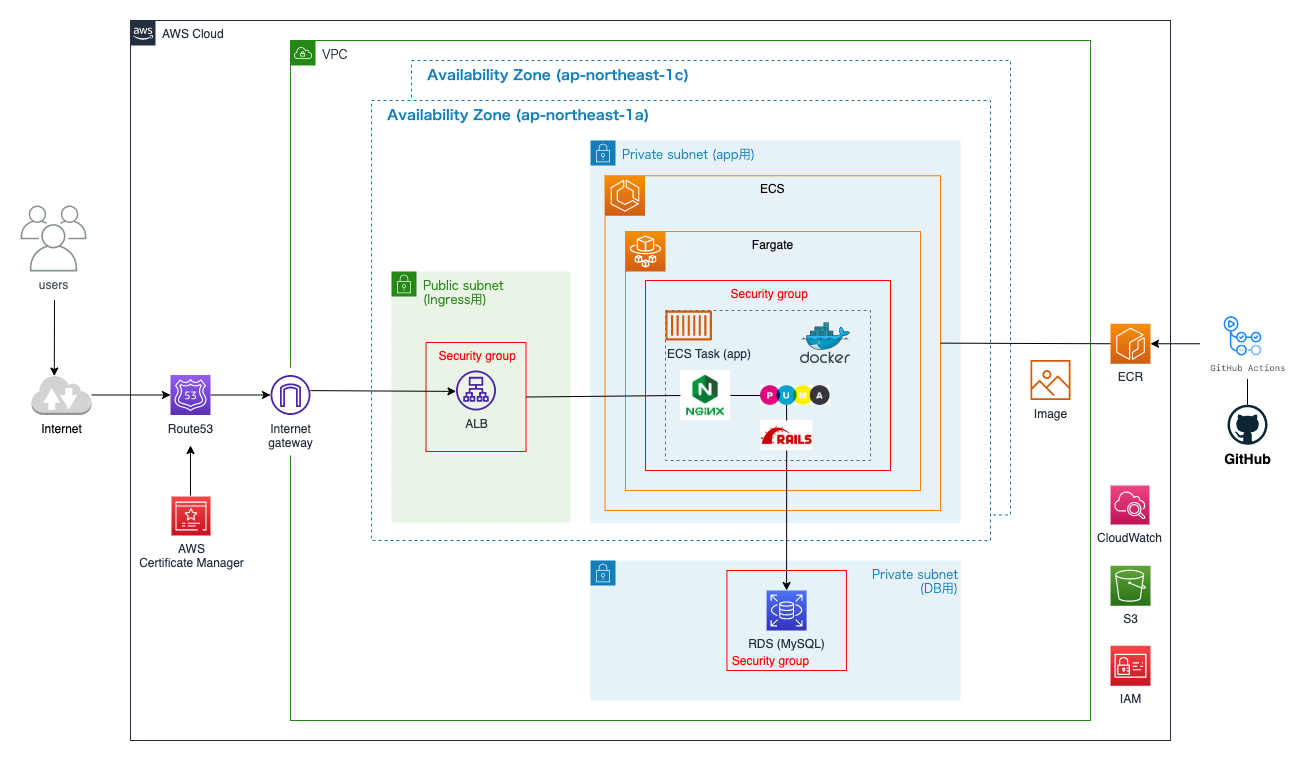 aws
AWS Cloud
VPC
Availability Zone (ap-northeast-1c)
Availability Zone (ap-northeast-1a)
Private subnet (app用)
ECS
Fargate
Security group
ECS Task (app)
docker
NGINX
PUMA
RAILS
Public subnet
(Ingress用)
Security group
ALB
users
Internet
53
Route53
Internet
gateway
AWS
Certificate Manager
Image
ECR
GitHub Actions
GitHub
CloudWatch
S3
IAM
Private subnet
(DB用)
RDS (MySQL)
Security group